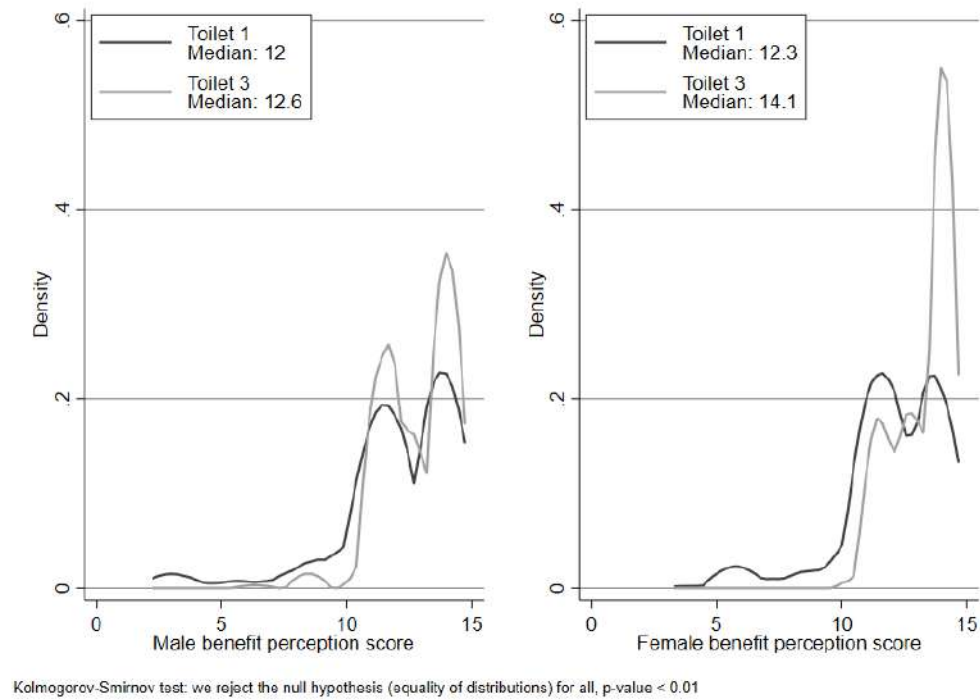 .6
.4
.2
0
Density
Toilet 1
Median: 12
Toilet 3
Median: 12.6
0
5
10
15
Male benefit perception score
.6
.4
.2
0
Density
Toilet 1
Median: 12.3
Toilet 3
Median: 14.1
0
5
10
15
Female benefit perception score
Kolmogorov-Smirnov test: we reject the null hypothesis (equality of distributions) for all, p-value < 0.01